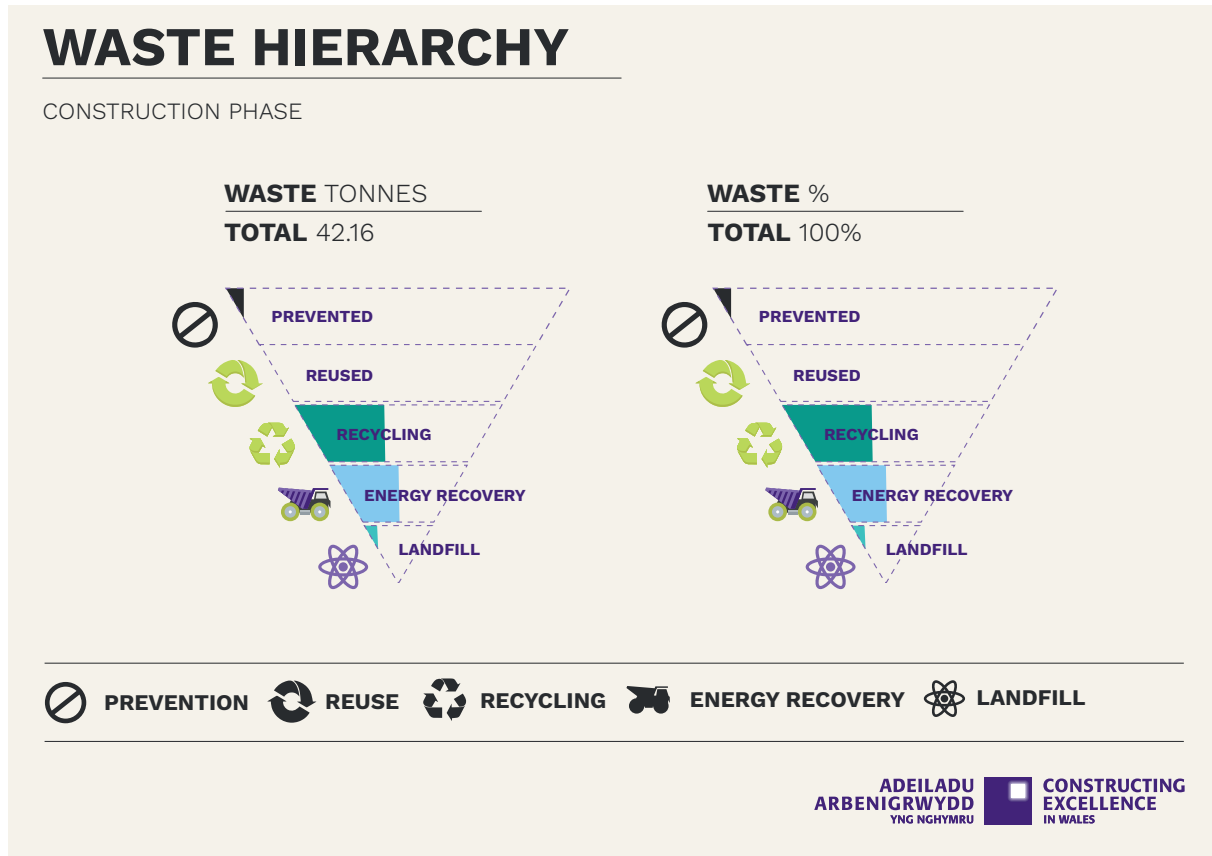 WASTE HIERARCHY
CONSTRUCTION PHASE
WASTE TONNES
TOTAL 42.16
PREVENTED
REUSED
RECYCLING
ENERGY RECOVERY
LANDFILL
WASTE %
TOTAL 100%
PREVENTED
REUSED
RECYCLING
ENERGY RECOVERY
LANDFILL
PREVENTION REUSE RECYCLING ENERGY RECOVERY LANDFILL
ADEILADU
ARBENIGRWYDD
YNG NGHYMRU
CONSTRUCTING
EXCELLENCE
IN WALES